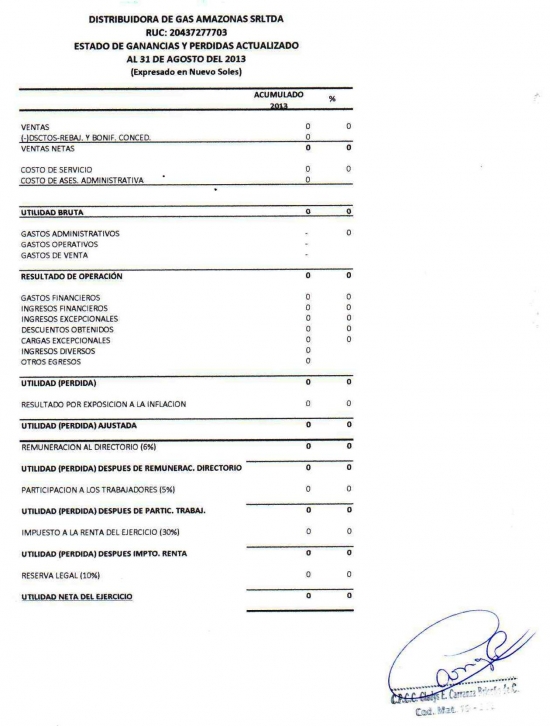 DISTRIBUIDORA DE GAS AMAZONAS SRLTDA
RUC: 20437277703
ESTADO DE GANANCIAS Y PERDIDAS ACTUALIZADO
AL 31 DE AGOSTO DEL 2013
(Expresado en Nuevo Soles)
ACUMULADO 2013 %
VENTAS 0 0
(-)DSCTOS-REBAJ. Y BONIF. CONCED. 0
VENTAS NETAS 0 0
COSTO DE SERVICIO 0 0
COSTO DE ASES. ADMINISTRATIVA 0
UTILIDAD BRUTA 0 0
GASTOS ADMINISTRATIVOS - 0
GASTOS OPERATIVOS -
GASTOS DE VENTA -
RESULTADO DE OPERACIÓN 0 0
GASTOS FINANCIEROS 0 0
INGRESOS FINANCIEROS 0 0
INGRESOS EXCEPCIONALES 0 0
DESCUENTOS OBTENIDOS 0 0
CARGAS EXCEPCIONALES 0 0
INGRESOS DIVERSOS 0
OTROS EGRESOS 0
UTILIDAD (PERDIDA) 0 0
RESULTADO POR EXPOSICION A LA INFLACION 0 0
UTILIDAD (PERDIDA) AJUSTADA 0 0
REMUNERACION AL DIRECTORIO (6%) 0 0
UTILIDAD (PERDIDA) DESPUES DE REMUNERAC. DIRECTORIO 0 0
PARTICIPACION A LOS TRABAJADORES (5%) 0 0
UTILIDAD (PERDIDA) DESPUES DE PARTIC. TRABAJ. 0 0
IMPUESTO A LA RENTA DEL EJERCICIO (30%) 0 0
UTILIDAD (PERDIDA) DESPUES IMPTO. RENTA 0 0
RESERVA LEGAL (10%) 0 0
UTILIDAD NETA DEL EJERCICIO 0 0
C.P.C.C. Gladys E. Carranza de C.
Cod. Mat.